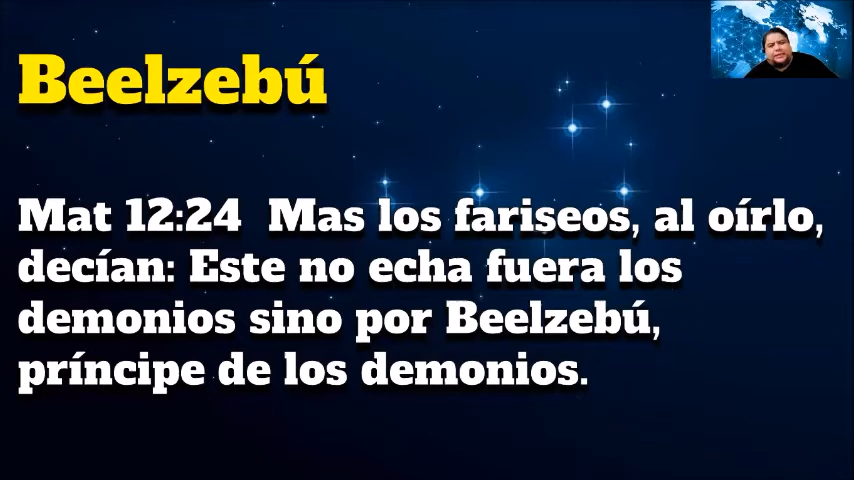 Beelzebú
Mat 12:24 Mas los fariseos, al oírlo,
decían: Este no echa fuera los
demonios sino por Beelzebú,
príncipe de los demonios.